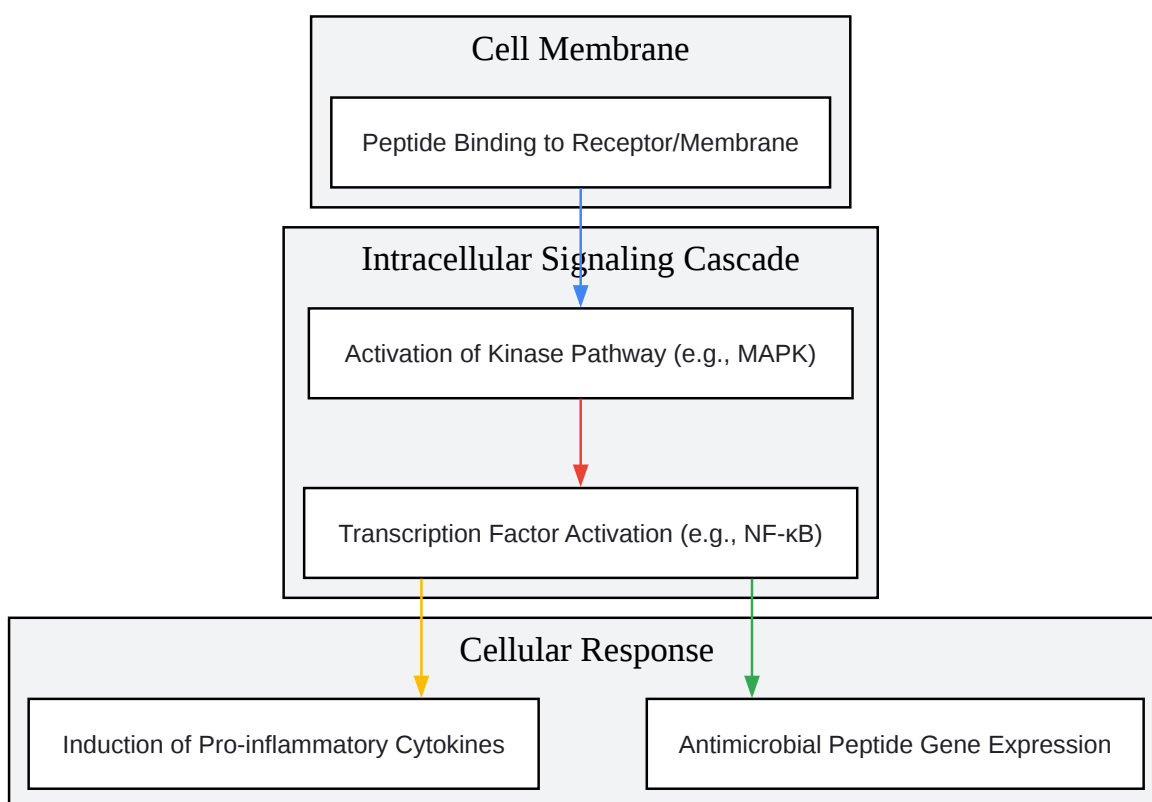 Cell Membrane
Peptide Binding to Receptor/Membrane
Intracellular Signaling Cascade
Activation of Kinase Pathway (e.g., MAPK)
Transcription Factor Activation (e.g., NF-κB)
Cellular Response
Induction of Pro-inflammatory Cytokines
Antimicrobial Peptide Gene Expression